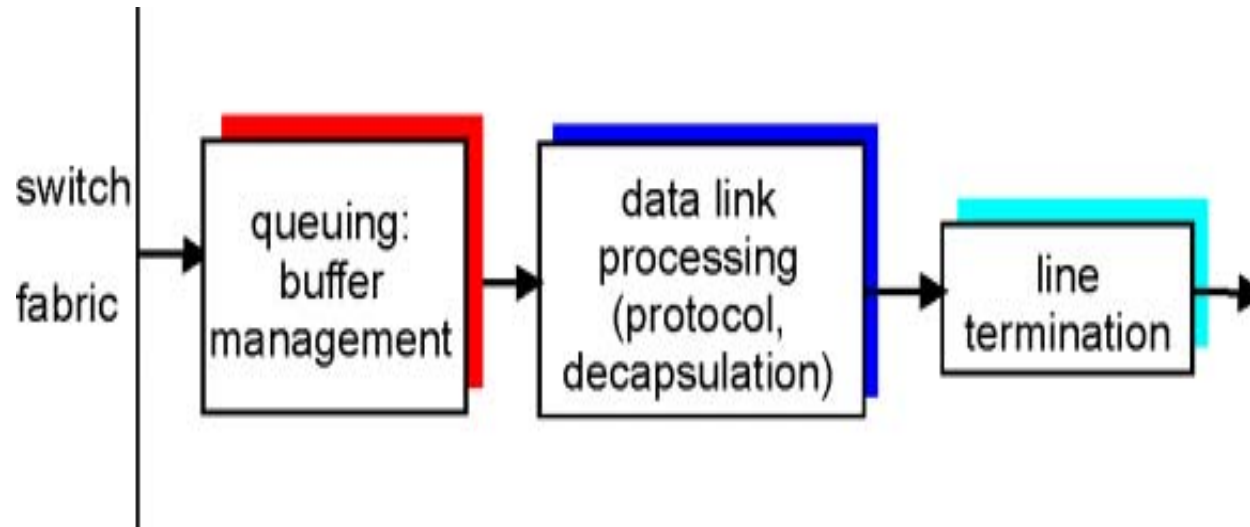 switch
fabric
queuing:
buffer
management
data link
processing
(protocol,
decapsulation)
line
termination